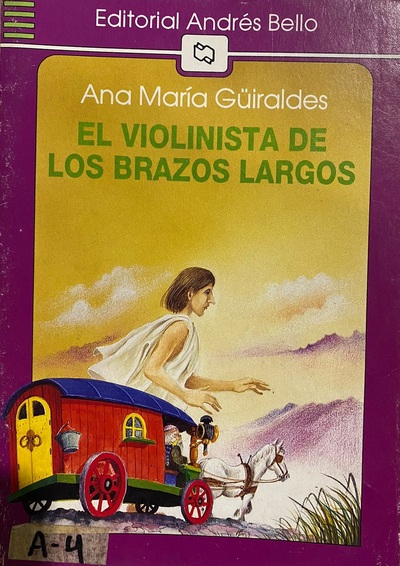 Editorial Andrés Bello
Ana María Güiraldes
EL VIOLINISTA DE
LOS BRAZOS LARGOS
A-4